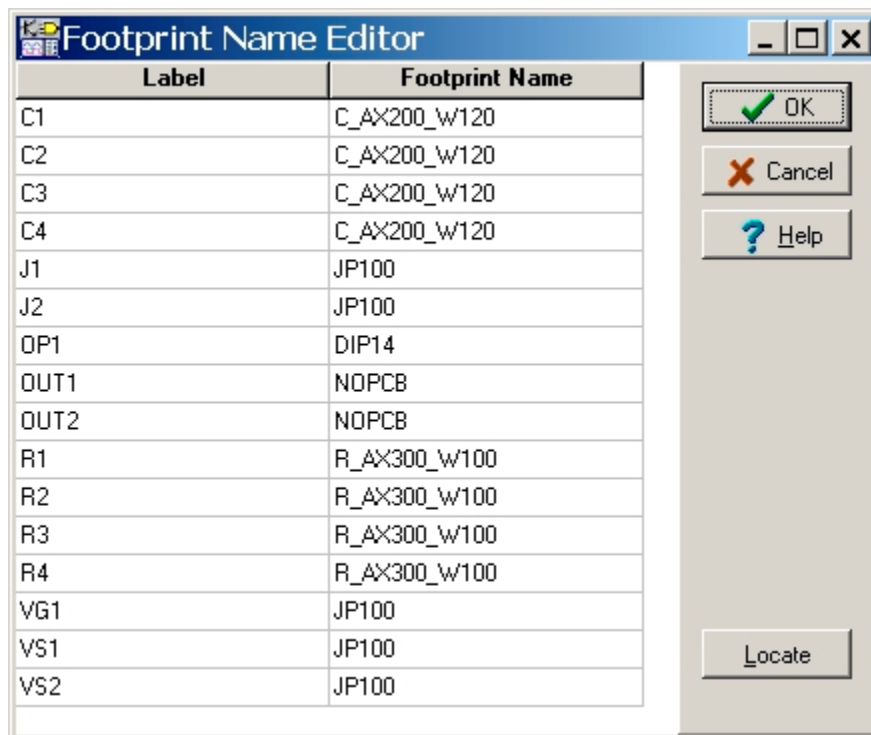 Footprint Name Editor
Label Footprint Name
C1 C_AX200_W120
C2 C_AX200_W120
C3 C_AX200_W120
C4 C_AX200_W120
J1 JP100
J2 JP100
OP1 DIP14
OUT1 NOPCB
OUT2 NOPCB
R1 R_AX300_W100
R2 R_AX300_W100
R3 R_AX300_W100
R4 R_AX300_W100
VG1 JP100
VS1 JP100
VS2 JP100
OK
Cancel
Help
Locate